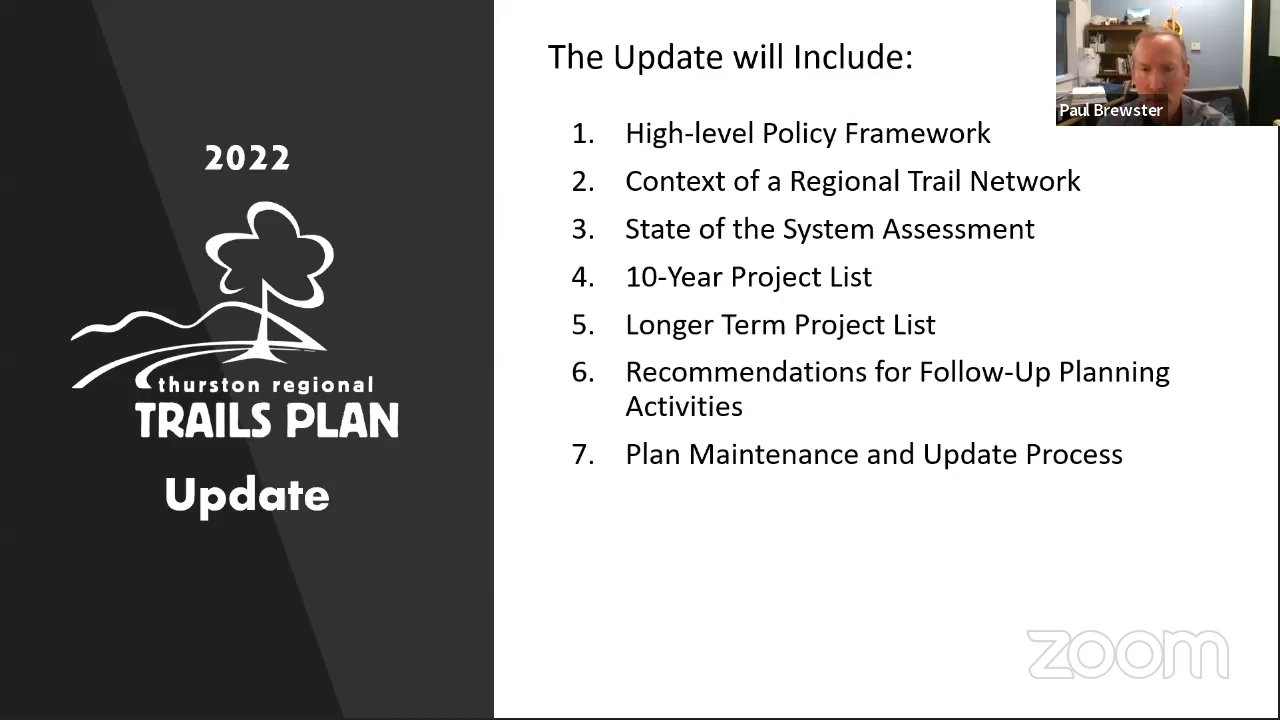 2022
thurston regional
TRAILS PLAN
Update
The Update will Include:
1. High-level Policy Framework
2. Context of a Regional Trail Network
3. State of the System Assessment
4. 10-Year Project List
5. Longer Term Project List
6. Recommendations for Follow-Up Planning
Activities
7. Plan Maintenance and Update Process
Paul Brewster
zoom